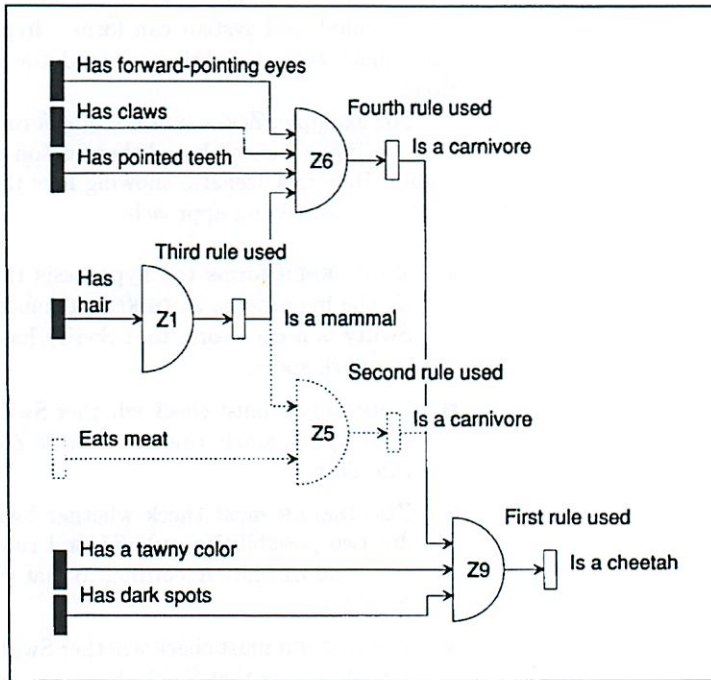 Has forward-pointing eyes
Fourth rule used
Has claws
Z6
Is a carnivore
Has pointed teeth
Third rule used
Has
hair
Z1
Is a mammal
Second rule used
Z5
Is a carnivore
Eats meat
First rule used
Has a tawny color
Z9
Is a cheetah
Has dark spots